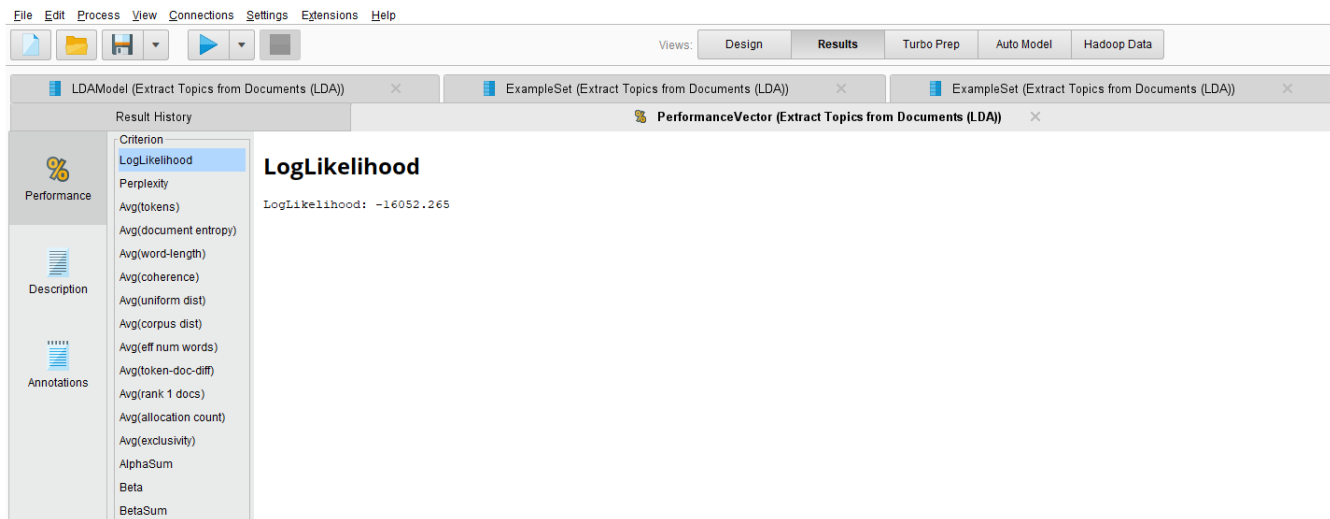 File Edit Process View Connections Settings Extensions Help
Views: Design Results Turbo Prep Auto Model Hadoop Data
LDAModel (Extract Topics from Documents (LDA)) ExampleSet (Extract Topics from Documents (LDA)) ExampleSet (Extract Topics from Documents (LDA))
Result History PerformanceVector (Extract Topics from Documents (LDA))
Performance
Description
Annotations
Criterion
LogLikelihood
Perplexity
Avg(tokens)
Avg(document entropy)
Avg(word-length)
Avg(coherence)
Avg(uniform dist)
Avg(corpus dist)
Avg(eff num words)
Avg(token-doc-diff)
Avg(rank 1 docs)
Avg(allocation count)
Avg(exclusivity)
AlphaSum
Beta
BetaSum
LogLikelihood
LogLikelihood: -16052.265